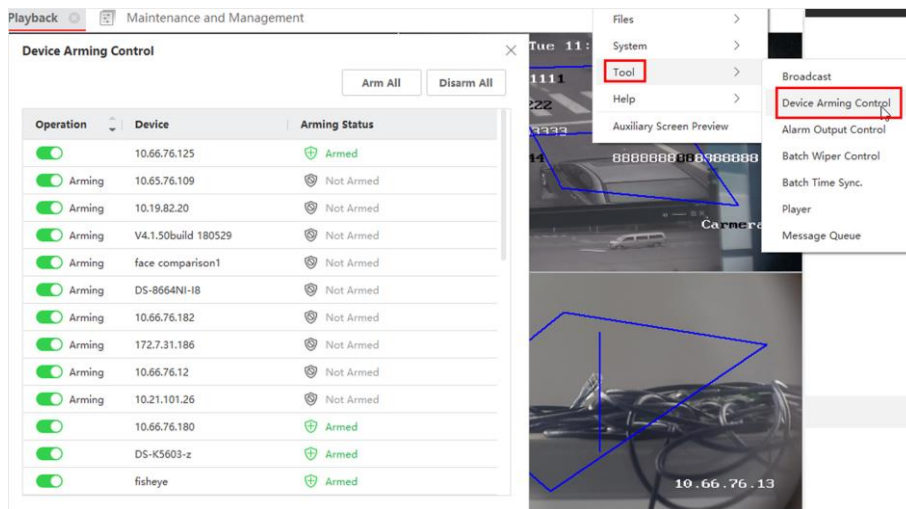 Playback
Maintenance and Management
Device Arming Control
Arm All
Disarm All
Operation Device Arming Status
10.66.76.125 Armed
Arming 10.65.76.109 Not Armed
Arming 10.19.82.20 Not Armed
Arming V4.1.50build 180529 Not Armed
Arming face comparison1 Not Armed
Arming DS-8664NI-I8 Not Armed
Arming 10.66.76.182 Not Armed
Arming 172.7.31.186 Not Armed
Arming 10.66.76.12 Not Armed
Arming 10.21.101.26 Not Armed
10.66.76.180 Armed
DS-K5603-z Armed
fisheye Armed
Tue 11:
1111
222
3333
44
8888888888888888
Carmera
10.66.76.13
Files
System
Tool
Help
Auxiliary Screen Preview
Broadcast
Device Arming Control
Alarm Output Control
Batch Wiper Control
Batch Time Sync.
Player
Message Queue